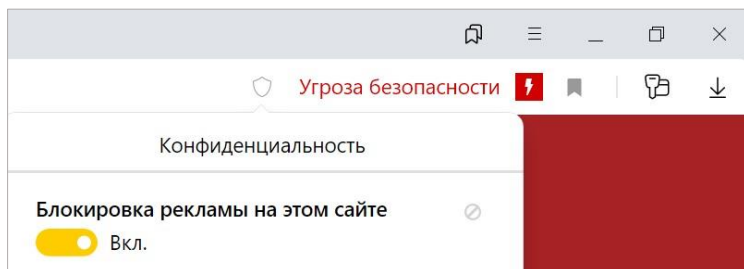 Угроза безопасности
Конфиденциальность
Блокировка рекламы на этом сайте
Вкл.